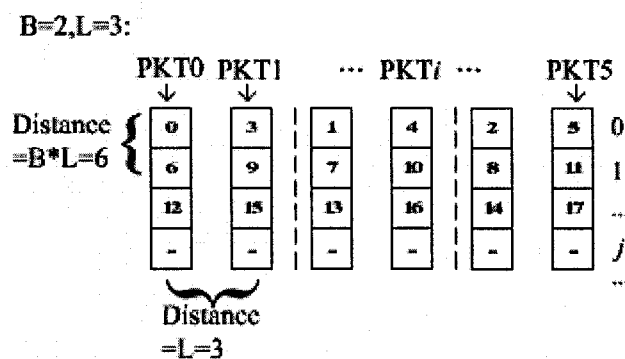 B=2,L=3:
PKT0 PKT1 ... PKTi ... PKT5
Distance
=B*L=6
0 3 1 4 2 5 0
6 9 7 10 8 11 1
12 15 13 16 14 17 ...
- - - - - - j
...
Distance
=L=3